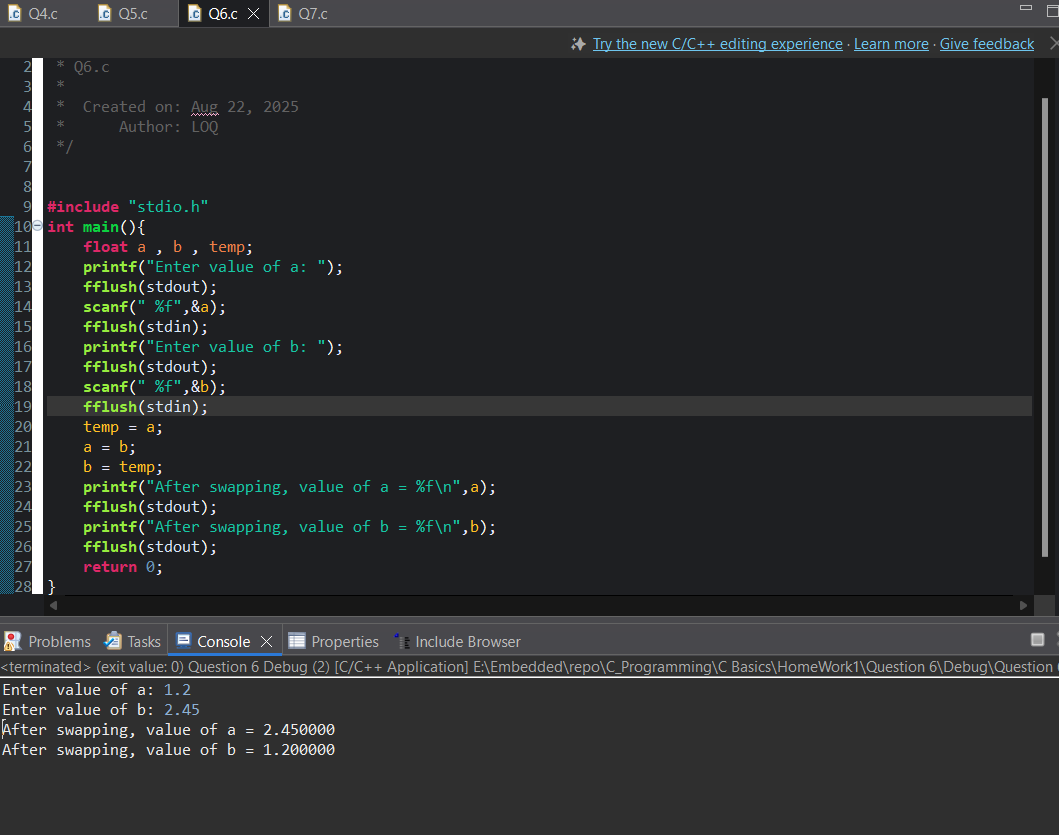 Q4.c Q5.c Q6.c Q7.c
Try the new C/C++ editing experience · Learn more · Give feedback
2 * Q6.c
3 *
4 * Created on: Aug 22, 2025
5 * Author: LOQ
6 */
7
8
9 #include "stdio.h"
10 int main(){
11 float a , b , temp;
12 printf("Enter value of a: ");
13 fflush(stdout);
14 scanf(" %f",&a);
15 fflush(stdin);
16 printf("Enter value of b: ");
17 fflush(stdout);
18 scanf(" %f",&b);
19 fflush(stdin);
20 temp = a;
21 a = b;
22 b = temp;
23 printf("After swapping, value of a = %f\n",a);
24 fflush(stdout);
25 printf("After swapping, value of b = %f\n",b);
26 fflush(stdout);
27 return 0;
28 }
Problems Tasks Console Properties Include Browser
<terminated> (exit value: 0) Question 6 Debug (2) [C/C++ Application] E:\Embedded\repo\C_Programming\C Basics\HomeWork1\Question 6\Debug\Question
Enter value of a: 1.2
Enter value of b: 2.45
After swapping, value of a = 2.450000
After swapping, value of b = 1.200000